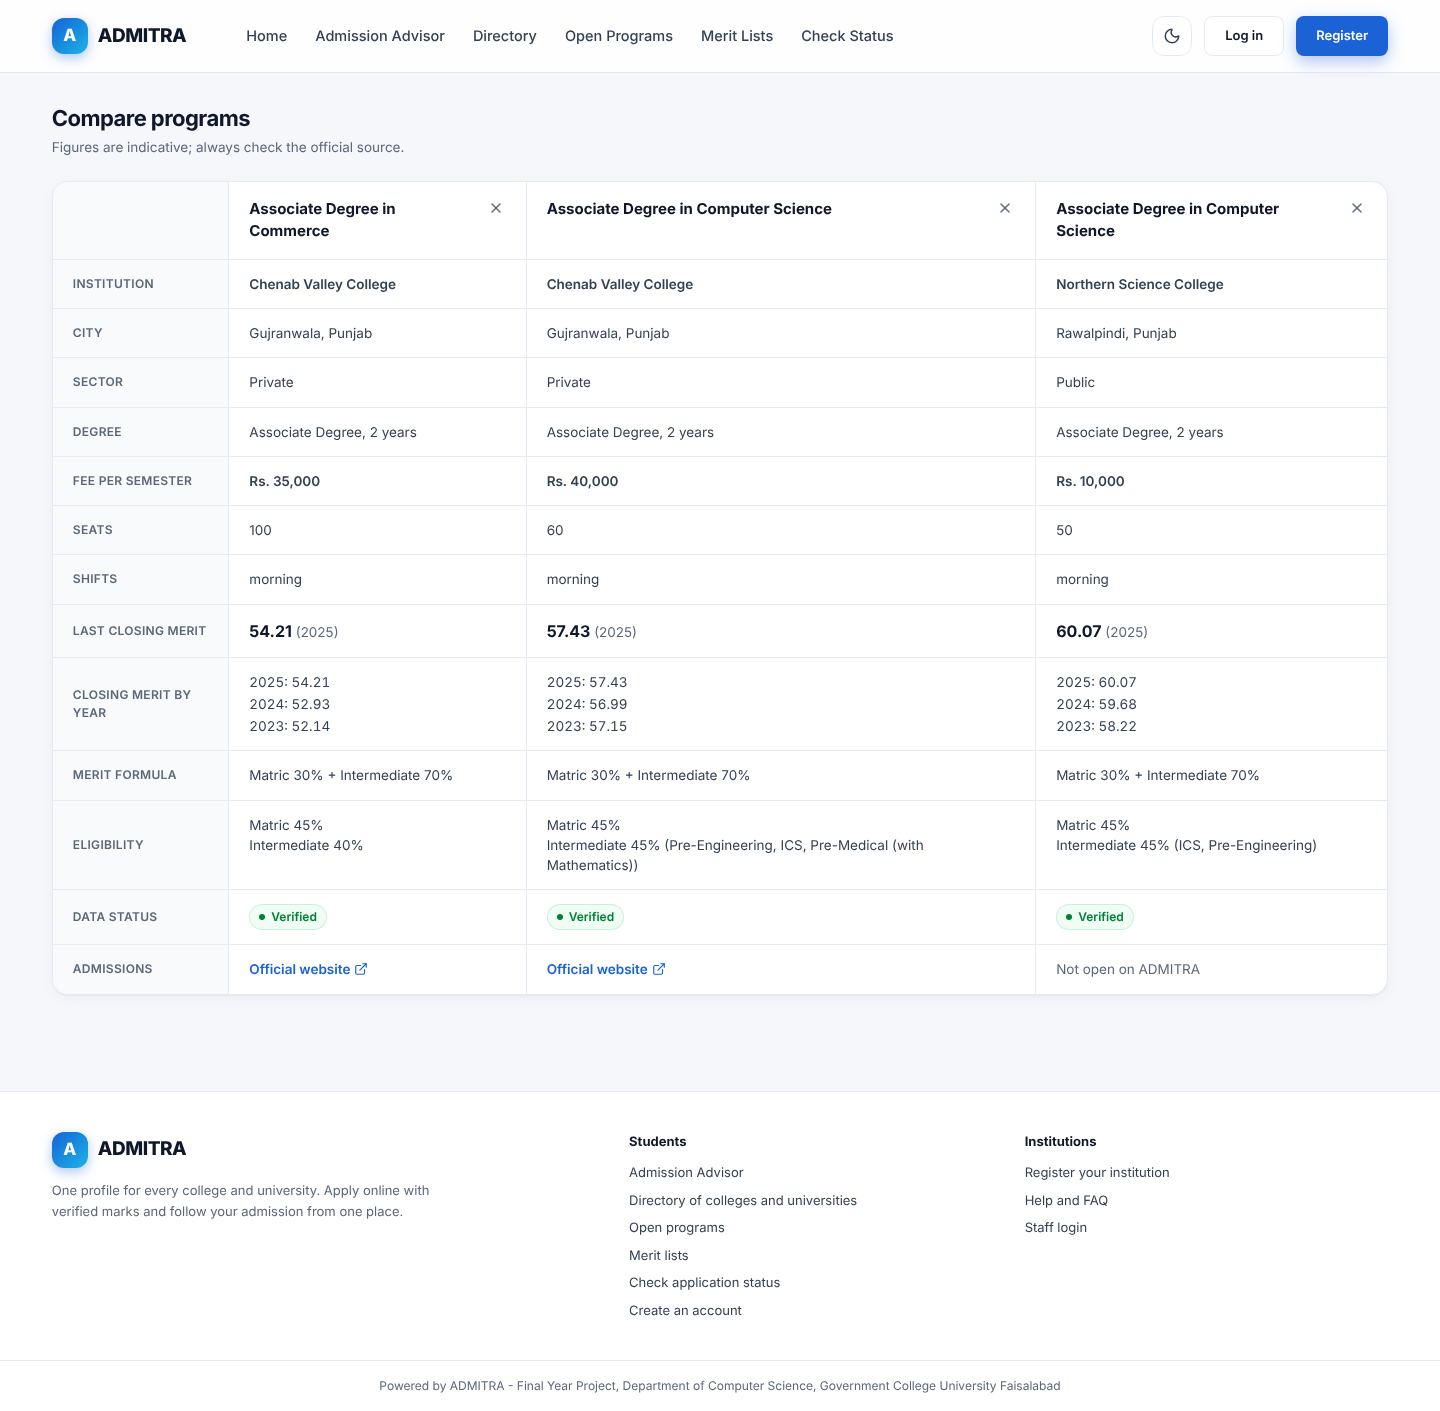 A ADMITRA Home Admission Advisor Directory Open Programs Merit Lists Check Status Log in Register
Compare programs
Figures are indicative; always check the official source.
Associate Degree in Commerce
Associate Degree in Computer Science
Associate Degree in Computer Science
INSTITUTION Chenab Valley College Chenab Valley College Northern Science College
CITY Gujranwala, Punjab Gujranwala, Punjab Rawalpindi, Punjab
SECTOR Private Private Public
DEGREE Associate Degree, 2 years Associate Degree, 2 years Associate Degree, 2 years
FEE PER SEMESTER Rs. 35,000 Rs. 40,000 Rs. 10,000
SEATS 100 60 50
SHIFTS morning morning morning
LAST CLOSING MERIT 54.21 (2025) 57.43 (2025) 60.07 (2025)
CLOSING MERIT BY YEAR
2025: 54.21 2025: 57.43 2025: 60.07
2024: 52.93 2024: 56.99 2024: 59.68
2023: 52.14 2023: 57.15 2023: 58.22
MERIT FORMULA Matric 30% + Intermediate 70% Matric 30% + Intermediate 70% Matric 30% + Intermediate 70%
ELIGIBILITY
Matric 45%
Intermediate 40%
Matric 45%
Intermediate 45% (Pre-Engineering, ICS, Pre-Medical (with
Mathematics))
Matric 45%
Intermediate 45% (ICS, Pre-Engineering)
DATA STATUS Verified Verified Verified
ADMISSIONS Official website Official website Not open on ADMITRA
A ADMITRA
One profile for every college and university. Apply online with
verified marks and follow your admission from one place.
Students
Admission Advisor
Directory of colleges and universities
Open programs
Merit lists
Check application status
Create an account
Institutions
Register your institution
Help and FAQ
Staff login
Powered by ADMITRA - Final Year Project, Department of Computer Science, Government College University Faisalabad